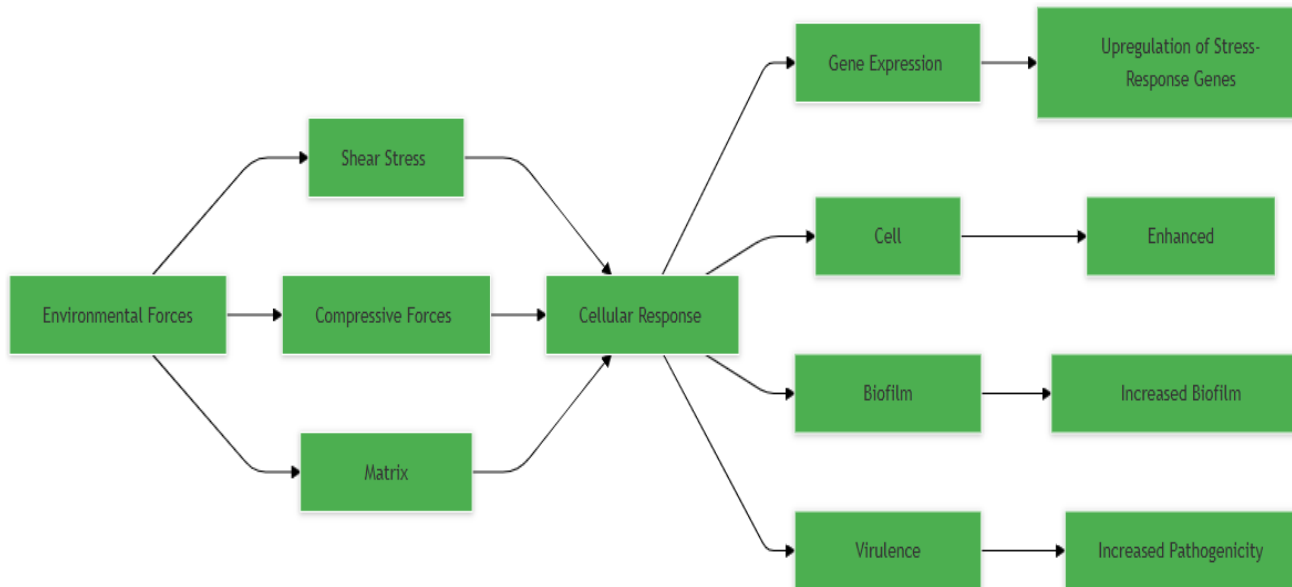 Environmental Forces
Shear Stress
Compressive Forces
Matrix
Cellular Response
Gene Expression
Cell
Biofilm
Virulence
Upregulation of Stress-
Response Genes
Enhanced
Increased Biofilm
Increased Pathogenicity